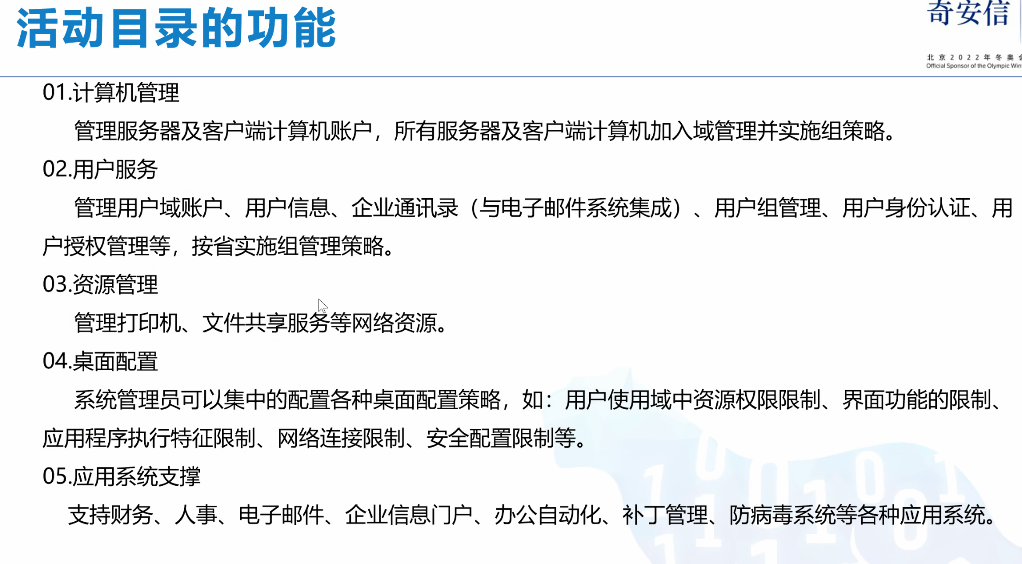 活动目录的功能
奇安信
北京2022年冬奥
Official Sponsor of the Olympic Win
01.计算机管理
管理服务器及客户端计算机账户，所有服务器及客户端计算机加入域管理并实施组策略。
02.用户服务
管理用户域账户、用户信息、企业通讯录（与电子邮件系统集成）、用户组管理、用户身份认证、用
户授权管理等，按省实施组管理策略。
03.资源管理
管理打印机、文件共享服务等网络资源。
04.桌面配置
系统管理员可以集中的配置各种桌面配置策略，如：用户使用域中资源权限限制、界面功能的限制、
应用程序执行特征限制、网络连接限制、安全配置限制等。
05.应用系统支撑
支持财务、人事、电子邮件、企业信息门户、办公自动化、补丁管理、防病毒系统等各种应用系统。